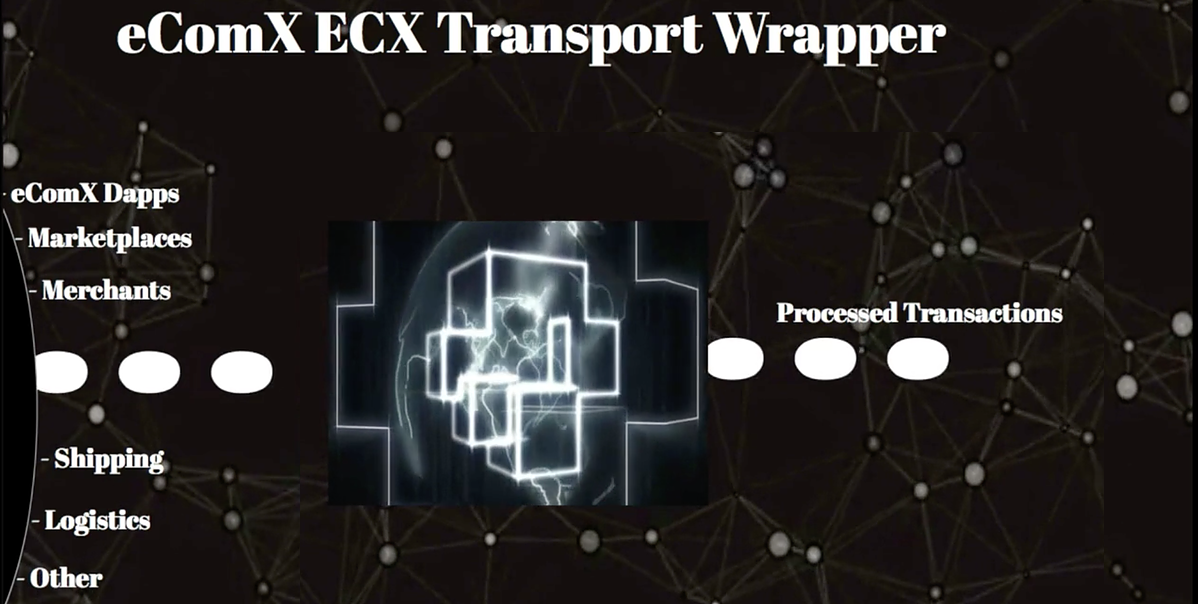 eComX ECX Transport Wrapper
- eComX Dapps
- Marketplaces
- Merchants
Processed Transactions
- Shipping
- Logistics
- Other